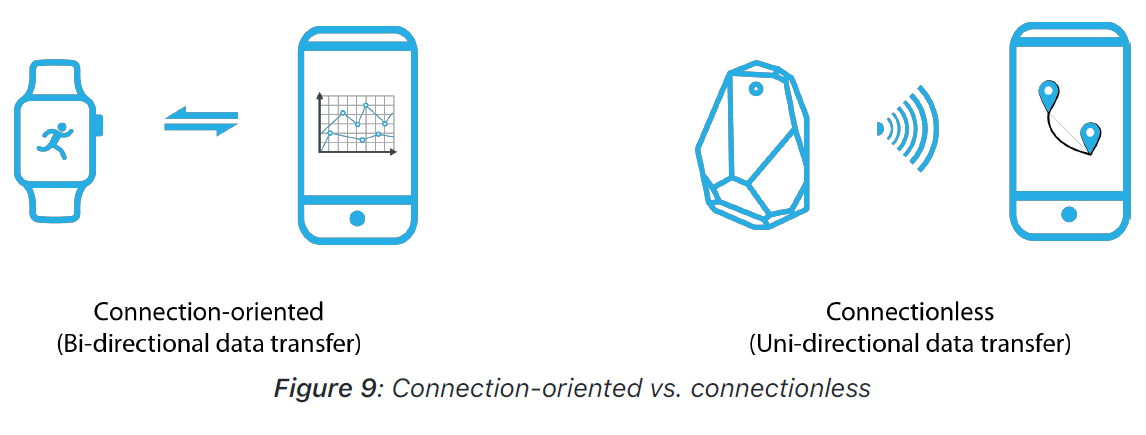 Connection-oriented
(Bi-directional data transfer)
Connectionless
(Uni-directional data transfer)
Figure 9: Connection-oriented vs. connectionless